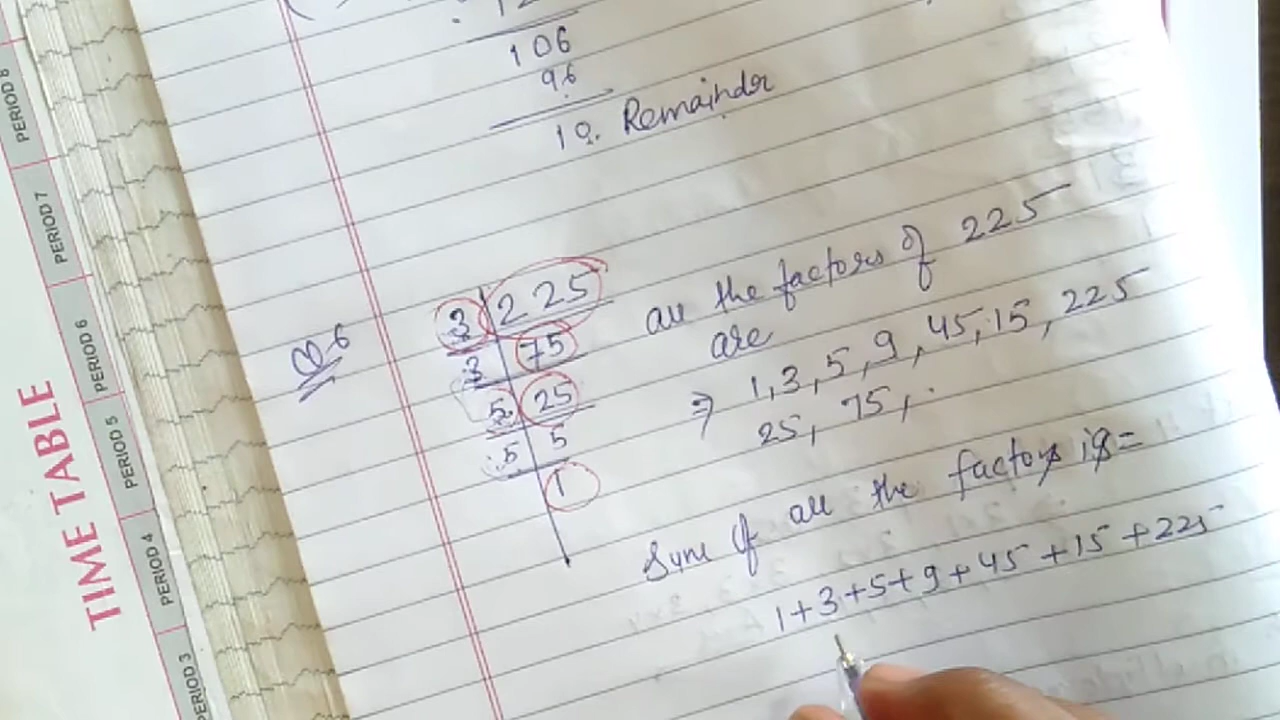 106
96
10. Remainder
Q-6
3 225
3 75
5 25
5 5
1
all the factors of 225
are
⇒ 1, 3, 5, 9, 45, 15, 225
25, 75,
Sum of all the factors is =
1+3+5+9+45+15+225
TIME TABLE
PERIOD 8
PERIOD 7
PERIOD 6
PERIOD 5
PERIOD 4
PERIOD 3